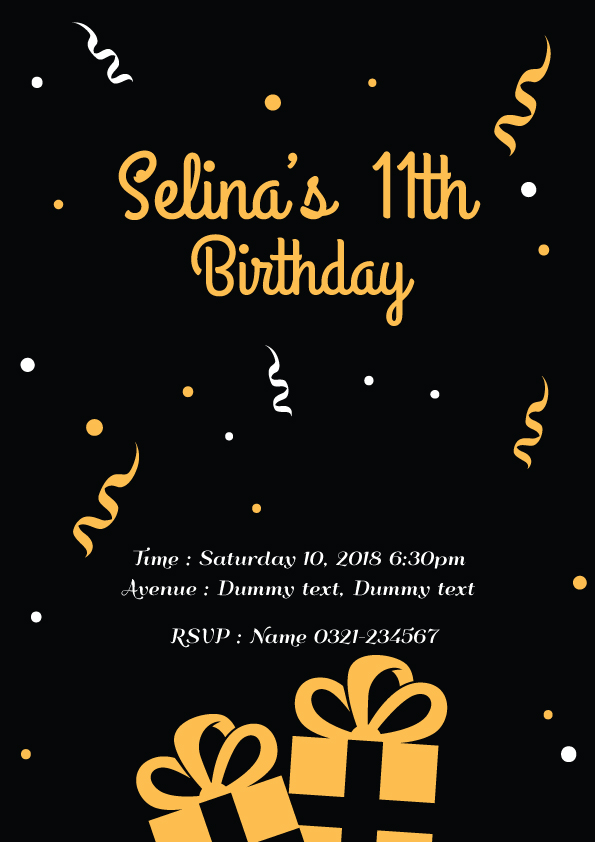 Selina's 11th
Birthday
Time : Saturday 10, 2018 6:30pm
Avenue : Dummy text, Dummy text
RSVP : Name 0321-234567